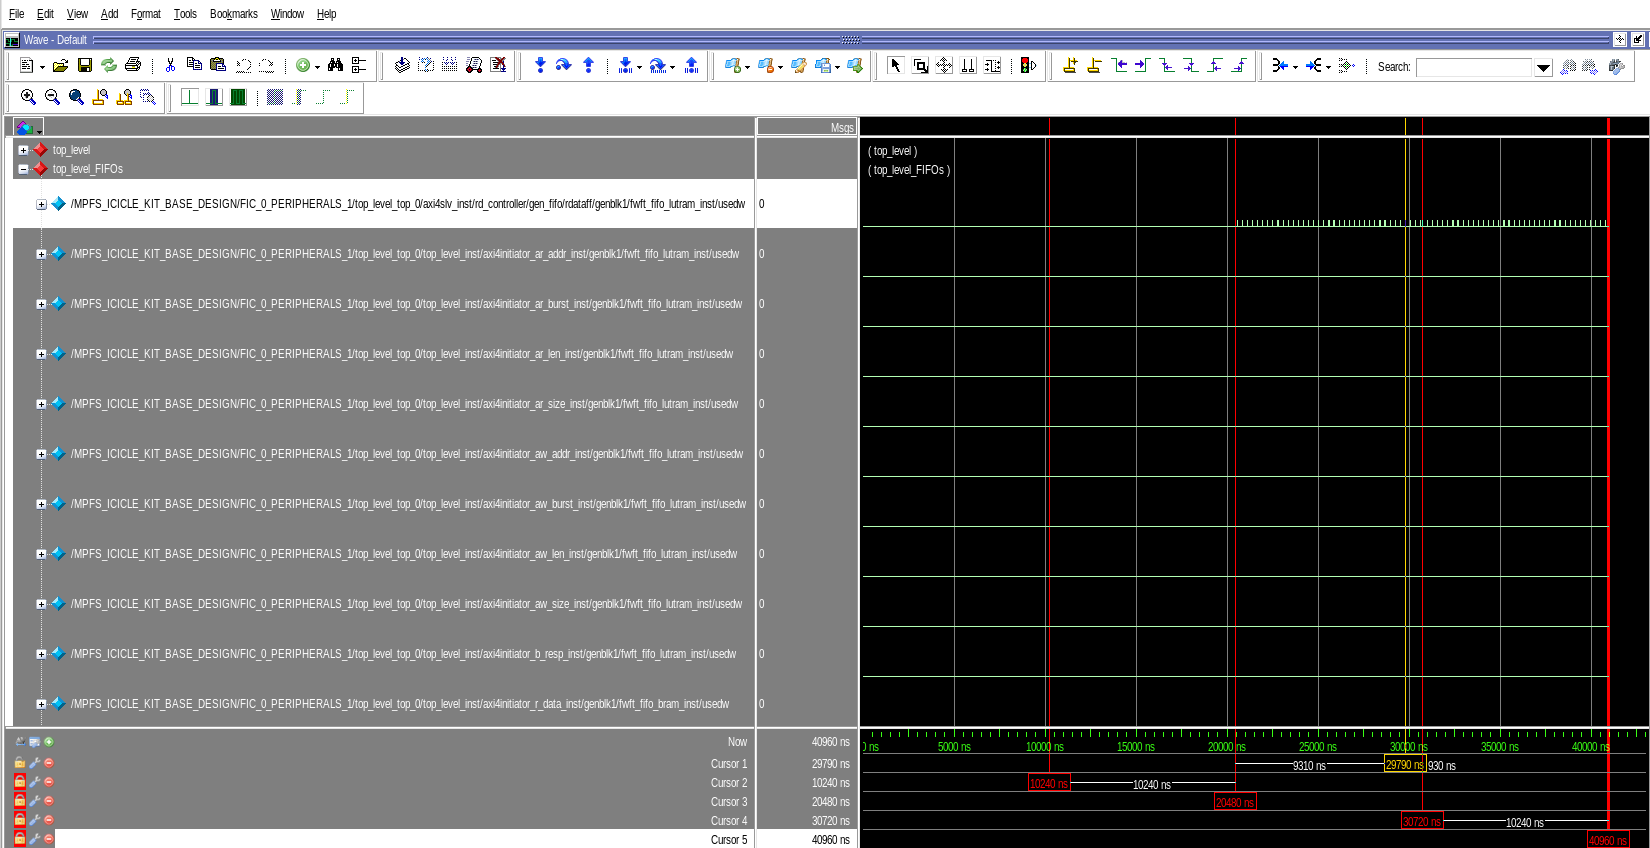 File Edit View Add Format Tools Bookmarks Window Help
Wave - Default
Search:
Msgs
top_level
( top_level )
top_level_FIFOs
( top_level_FIFOs )
/MPFS_ICICLE_KIT_BASE_DESIGN/FIC_0_PERIPHERALS_1/top_level_top_0/axi4slv_inst/rd_controller/gen_fifo/rdataff/genblk1/fwft_fifo_lutram_inst/usedw 0
/MPFS_ICICLE_KIT_BASE_DESIGN/FIC_0_PERIPHERALS_1/top_level_top_0/top_level_inst/axi4initiator_ar_addr_inst/genblk1/fwft_fifo_lutram_inst/usedw 0
/MPFS_ICICLE_KIT_BASE_DESIGN/FIC_0_PERIPHERALS_1/top_level_top_0/top_level_inst/axi4initiator_ar_burst_inst/genblk1/fwft_fifo_lutram_inst/usedw 0
/MPFS_ICICLE_KIT_BASE_DESIGN/FIC_0_PERIPHERALS_1/top_level_top_0/top_level_inst/axi4initiator_ar_len_inst/genblk1/fwft_fifo_lutram_inst/usedw 0
/MPFS_ICICLE_KIT_BASE_DESIGN/FIC_0_PERIPHERALS_1/top_level_top_0/top_level_inst/axi4initiator_ar_size_inst/genblk1/fwft_fifo_lutram_inst/usedw 0
/MPFS_ICICLE_KIT_BASE_DESIGN/FIC_0_PERIPHERALS_1/top_level_top_0/top_level_inst/axi4initiator_aw_addr_inst/genblk1/fwft_fifo_lutram_inst/usedw 0
/MPFS_ICICLE_KIT_BASE_DESIGN/FIC_0_PERIPHERALS_1/top_level_top_0/top_level_inst/axi4initiator_aw_burst_inst/genblk1/fwft_fifo_lutram_inst/usedw 0
/MPFS_ICICLE_KIT_BASE_DESIGN/FIC_0_PERIPHERALS_1/top_level_top_0/top_level_inst/axi4initiator_aw_len_inst/genblk1/fwft_fifo_lutram_inst/usedw 0
/MPFS_ICICLE_KIT_BASE_DESIGN/FIC_0_PERIPHERALS_1/top_level_top_0/top_level_inst/axi4initiator_aw_size_inst/genblk1/fwft_fifo_lutram_inst/usedw 0
/MPFS_ICICLE_KIT_BASE_DESIGN/FIC_0_PERIPHERALS_1/top_level_top_0/top_level_inst/axi4initiator_b_resp_inst/genblk1/fwft_fifo_lutram_inst/usedw 0
/MPFS_ICICLE_KIT_BASE_DESIGN/FIC_0_PERIPHERALS_1/top_level_top_0/top_level_inst/axi4initiator_r_data_inst/genblk1/fwft_fifo_bram_inst/usedw 0
Now 40960 ns ns 5000 ns 10000 ns 15000 ns 20000 ns 25000 ns 30000 ns 35000 ns 40000 ns
Cursor 1 29790 ns 9310 ns 29790 ns 930 ns
Cursor 2 10240 ns 10240 ns 10240 ns
Cursor 3 20480 ns 20480 ns
Cursor 4 30720 ns 30720 ns 10240 ns
Cursor 5 40960 ns 40960 ns